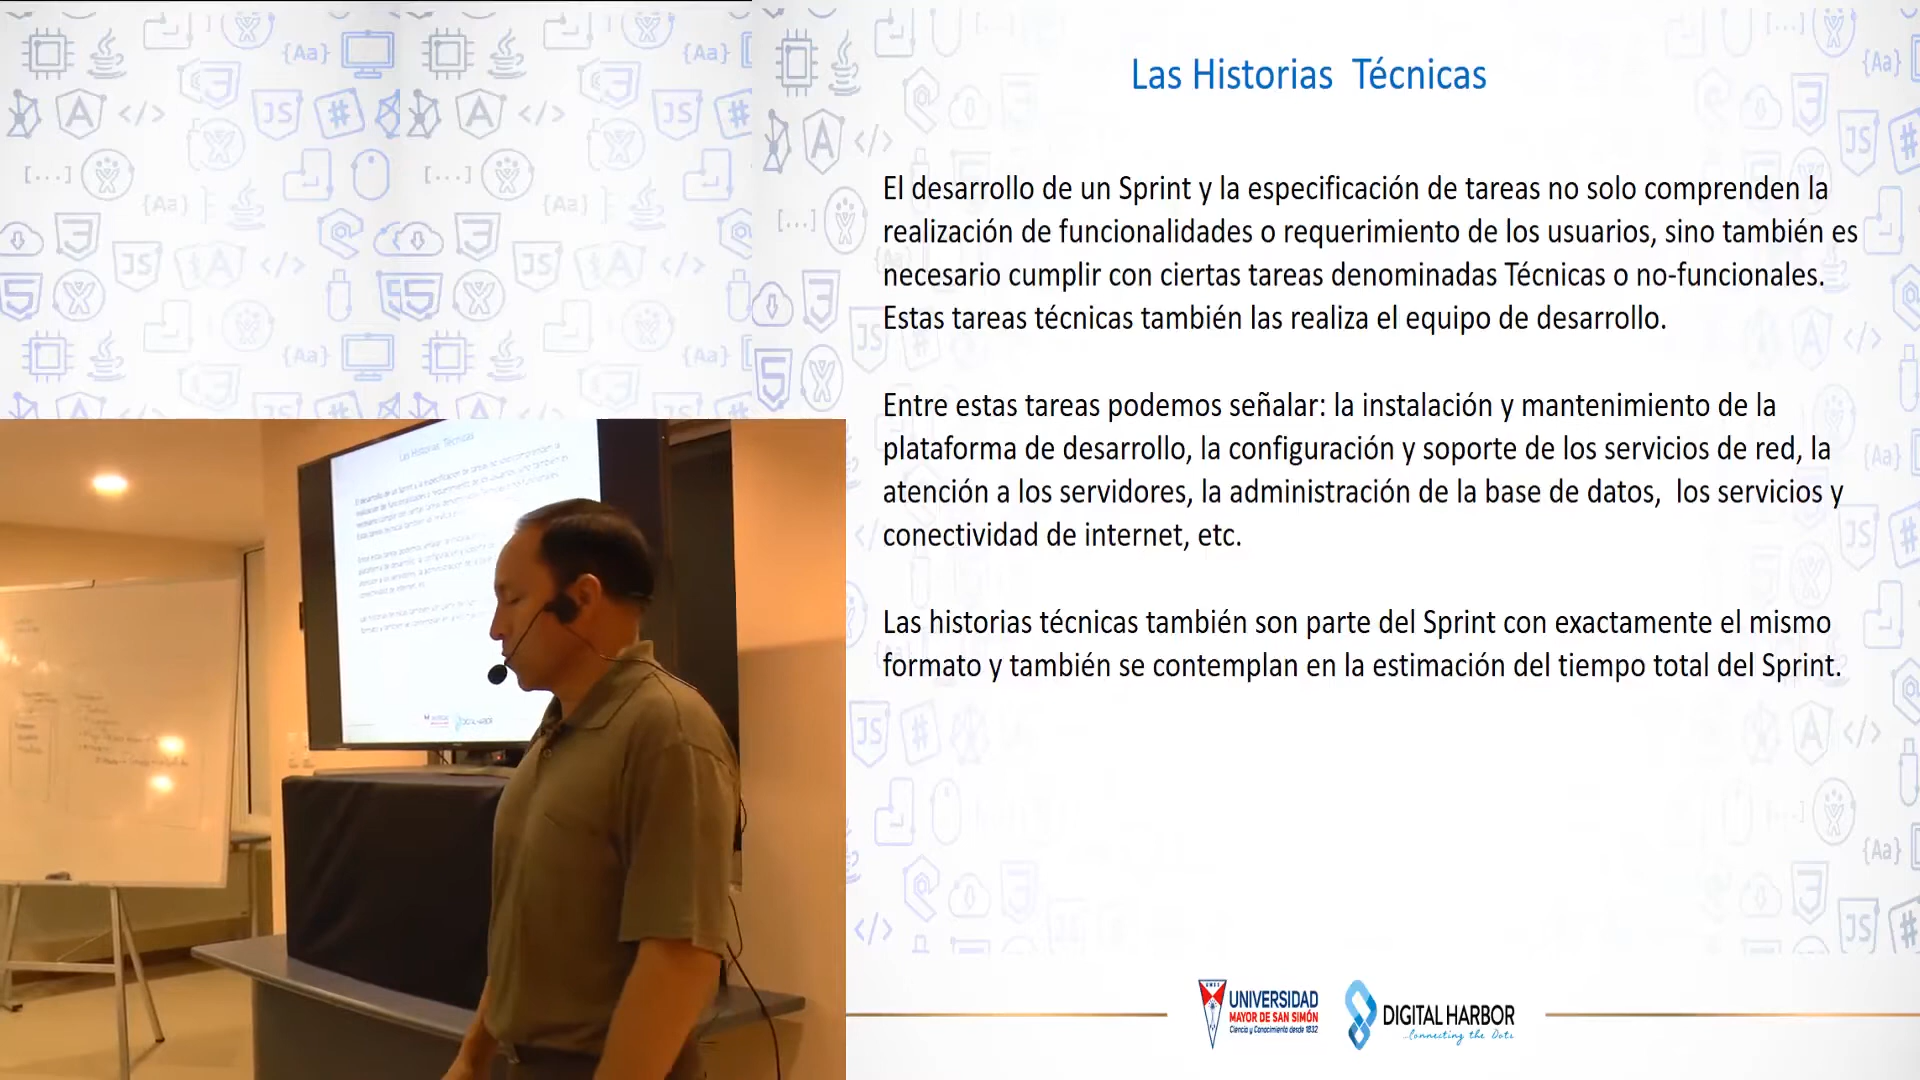 Las Historias  Técnicas
El desarrollo de un Sprint y la especificación de tareas no solo comprenden la
realización de funcionalidades o requerimiento de los usuarios, sino también es
necesario cumplir con ciertas tareas denominadas Técnicas o no-funcionales.
Estas tareas técnicas también las realiza el equipo de desarrollo.
Entre estas tareas podemos señalar: la instalación y mantenimiento de la
plataforma de desarrollo, la configuración y soporte de los servicios de red, la
atención a los servidores, la administración de la base de datos,  los servicios y
conectividad de internet, etc.
Las historias técnicas también son parte del Sprint con exactamente el mismo
formato y también se contemplan en la estimación del tiempo total del Sprint.
UNIVERSIDAD
MAYOR DE SAN SIMÓN
Ciencia y Conocimiento desde 1832
DIGITAL HARBOR
...Connecting the Dots